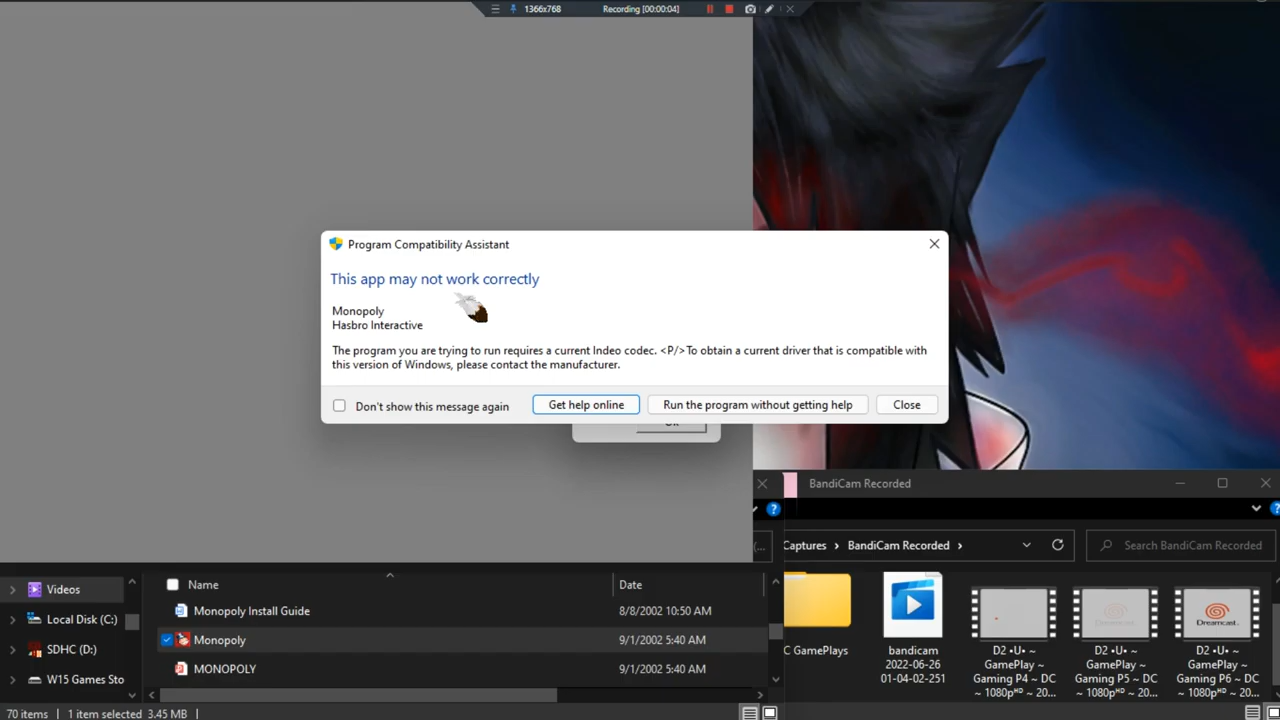 1366x768
Recording [00:00:04]
Program Compatibility Assistant
This app may not work correctly
Monopoly
Hasbro Interactive
The program you are trying to run requires a current Indeo codec. <P/>To obtain a current driver that is compatible with
this version of Windows, please contact the manufacturer.
Don't show this message again
Get help online
Run the program without getting help
Close
BandiCam Recorded
Captures
BandiCam Recorded
Search BandiCam Recorded
Videos
Local Disk (C:)
SDHC (D:)
W15 Games Sto
Name
Date
Monopoly Install Guide
8/8/2002 10:50 AM
Monopoly
9/1/2002 5:40 AM
MONOPOLY
9/1/2002 5:40 AM
C GamePlays
bandicam
2022-06-26
01-04-02-251
Dreamcast.
Dreamcast.
D2 •U• ~
GamePlay ~
Gaming P4 ~ DC
~ 1080pᴴᴰ ~ 20...
D2 •U• ~
GamePlay ~
Gaming P5 ~ DC
~ 1080pᴴᴰ ~ 20...
D2 •U• ~
GamePlay ~
Gaming P6 ~ DC
~ 1080pᴴᴰ ~ 20...
70 items
1 item selected 3.45 MB